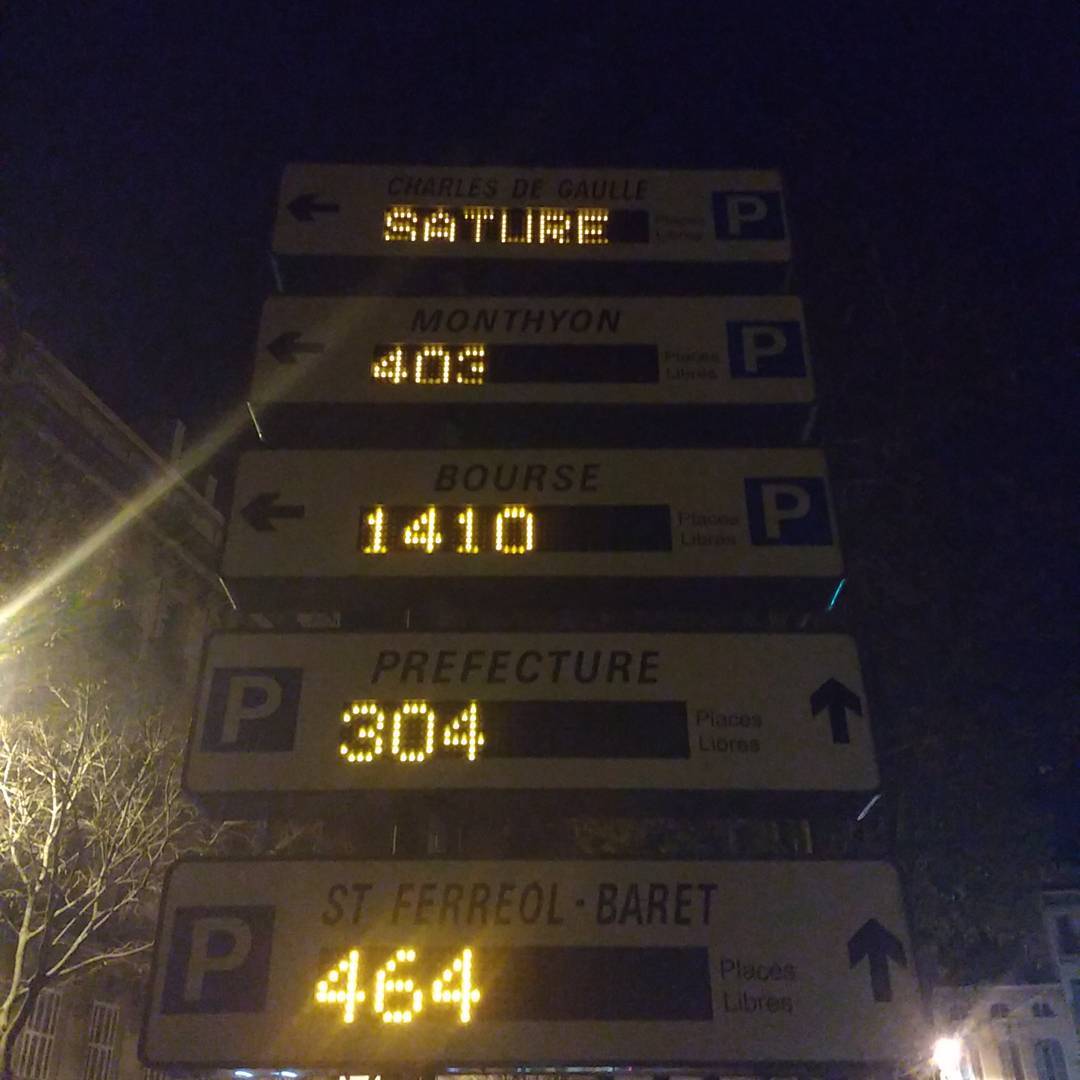 CHARLES DE GAULLE
SATURE
Places
Libres
P
MONTHYON
403
Places
Libres
P
BOURSE
1410
Places
Libres
P
PREFECTURE
P
304
Places
Libres
ST FERREOL·BARET
P
464
Places
Libres